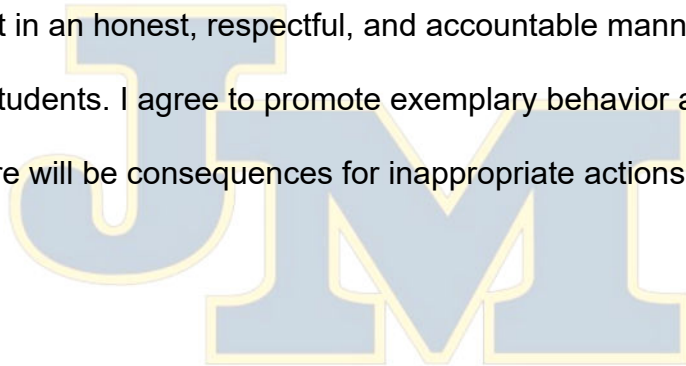 t in an honest, respectful, and accountable mann
tudents. I agree to promote exemplary behavior a
re will be consequences for inappropriate actions
JM